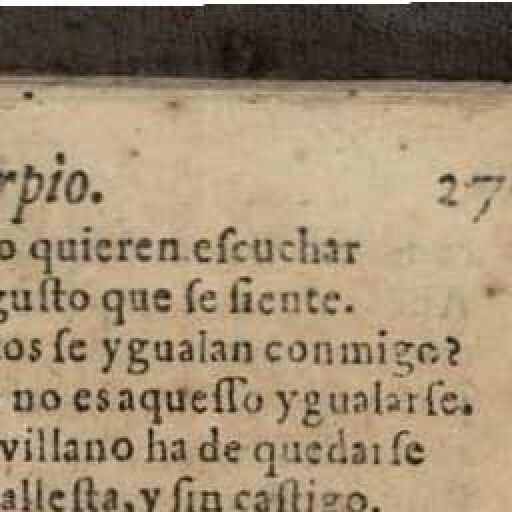 rpio. 27
o quieren escuchar
guſto que ſe ſiente.
tos ſe ygualan conmigo?
no es aqueſſo ygualarſe.
villano ha de quedarſe
alleſta, y ſin caſtigo.